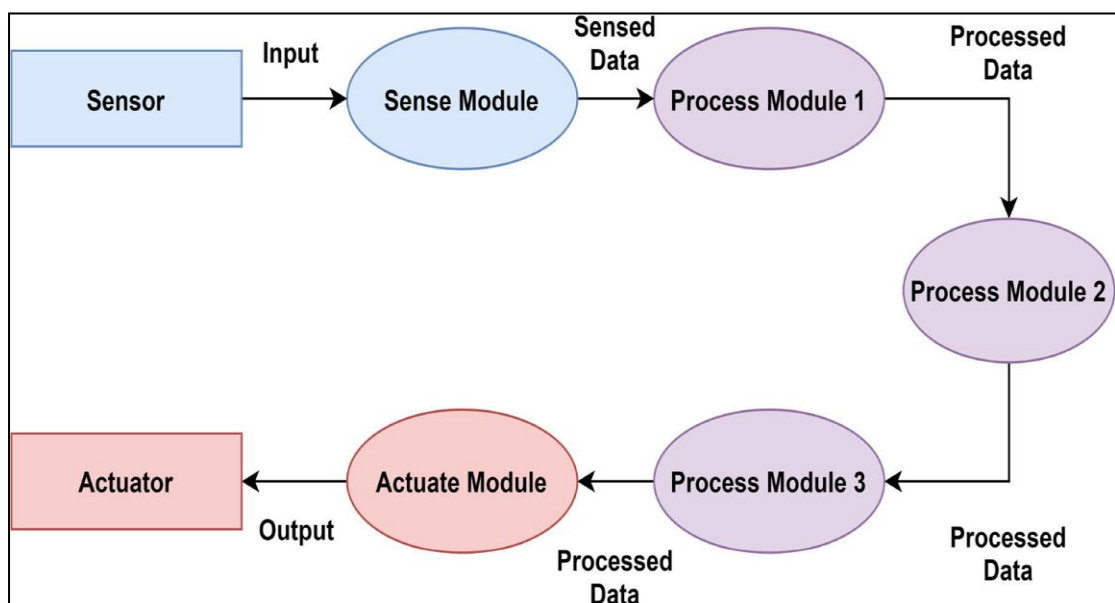 Input
Sensed
Data
Processed
Data
Sensor
Sense Module
Process Module 1
Process Module 2
Actuator
Actuate Module
Process Module 3
Output
Processed
Data
Processed
Data